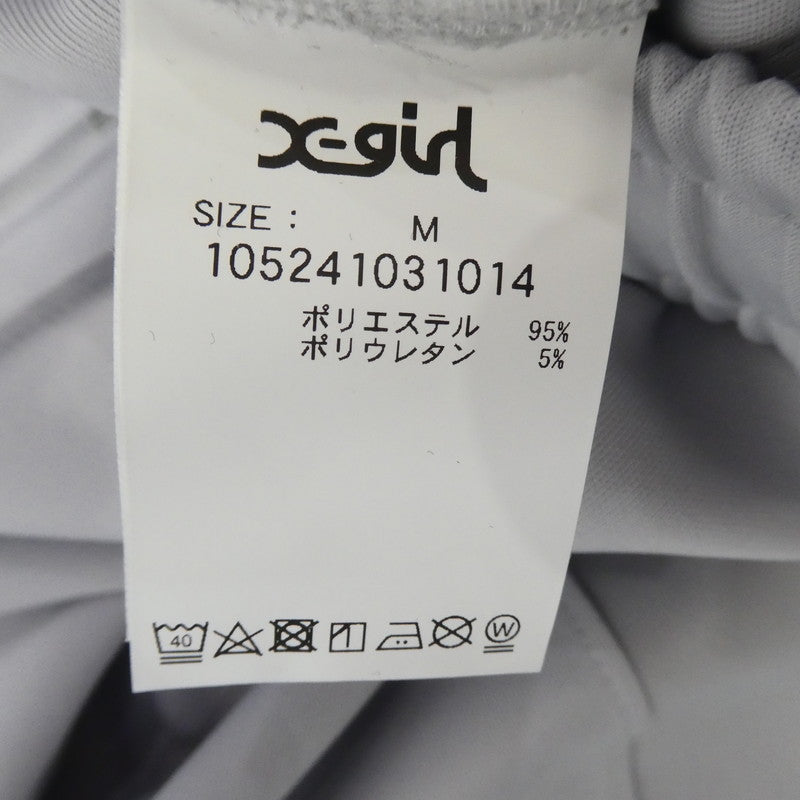 X-girl
SIZE : M
105241031014
ポリエステル 95%
ポリウレタン 5%
40 W